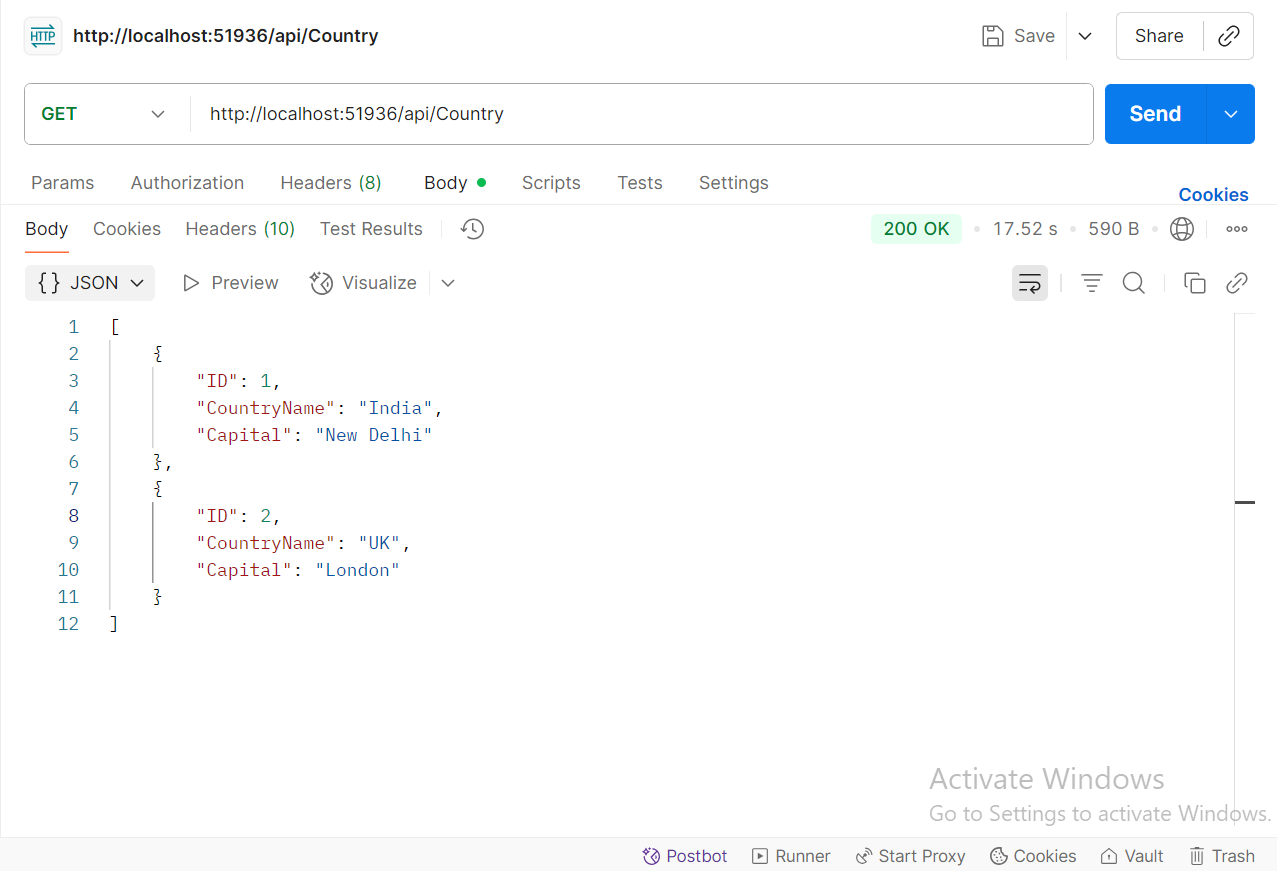 HTTP http://localhost:51936/api/Country Save Share
GET http://localhost:51936/api/Country Send
Params Authorization Headers (8) Body Scripts Tests Settings Cookies
Body Cookies Headers (10) Test Results 200 OK 17.52 s 590 B
{} JSON Preview Visualize
1 [
2 {
3 "ID": 1,
4 "CountryName": "India",
5 "Capital": "New Delhi"
6 },
7 {
8 "ID": 2,
9 "CountryName": "UK",
10 "Capital": "London"
11 }
12 ]
Activate Windows
Go to Settings to activate Windows.
Postbot Runner Start Proxy Cookies Vault Trash